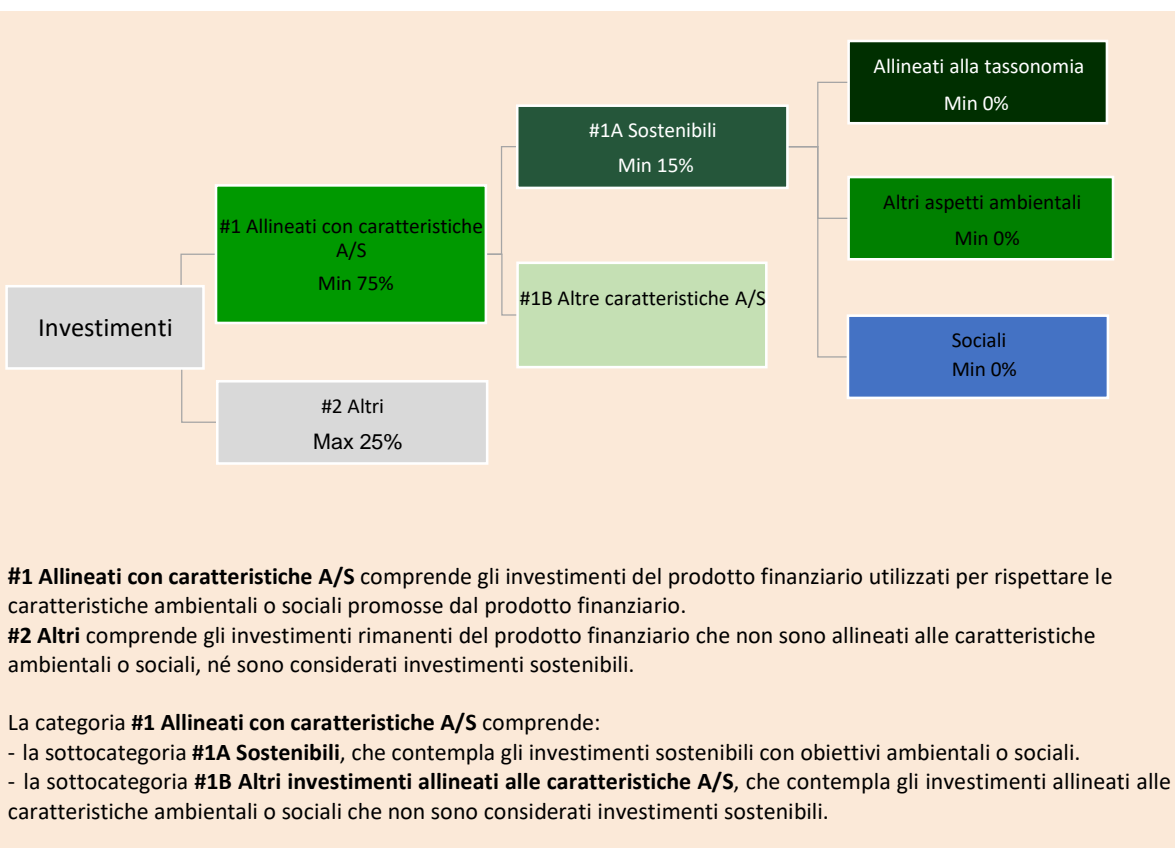 Allineati alla tassonomia
Min 0%
#1A Sostenibili
Min 15%
Altri aspetti ambientali
Min 0%
#1 Allineati con caratteristiche
A/S
Min 75%
#1B Altre caratteristiche A/S
Investimenti
Sociali
Min 0%
#2 Altri
Max 25%
#1 Allineati con caratteristiche A/S comprende gli investimenti del prodotto finanziario utilizzati per rispettare le
caratteristiche ambientali o sociali promosse dal prodotto finanziario.
#2 Altri comprende gli investimenti rimanenti del prodotto finanziario che non sono allineati alle caratteristiche
ambientali o sociali, né sono considerati investimenti sostenibili.
La categoria #1 Allineati con caratteristiche A/S comprende:
- la sottocategoria #1A Sostenibili, che contempla gli investimenti sostenibili con obiettivi ambientali o sociali.
- la sottocategoria #1B Altri investimenti allineati alle caratteristiche A/S, che contempla gli investimenti allineati alle
caratteristiche ambientali o sociali che non sono considerati investimenti sostenibili.